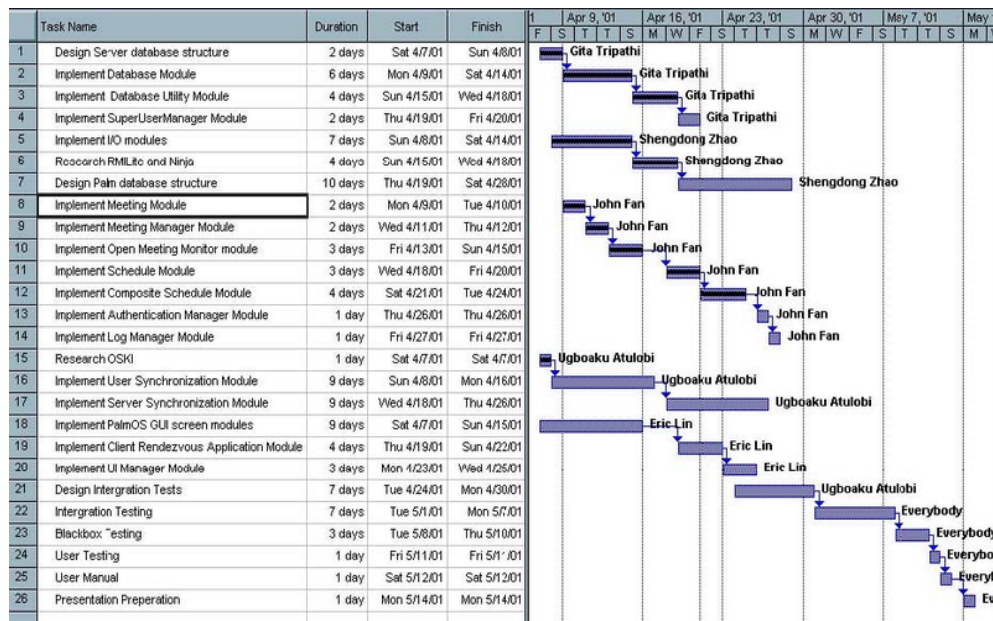 Task Name Duration Start Finish 1 Apr 9, '01 Apr 16, '01 Apr 23, '01 Apr 30, '01 May 7, '01 May
F S T T S M W F S T T S M W F S T T S M
1 Design Server database structure 2 days Sat 4/7/01 Sun 4/8/01 Gita Tripathi
2 Implement Database Module 6 days Mon 4/9/01 Sat 4/14/01 Gita Tripathi
3 Implement Database Utility Module 4 days Sun 4/15/01 Wed 4/18/01 Gita Tripathi
4 Implement SuperUserManager Module 2 days Thu 4/19/01 Fri 4/20/01 Gita Tripathi
5 Implement I/O modules 7 days Sun 4/8/01 Sat 4/14/01 Shengdong Zhao
6 Research RMILite and Ninja 4 days Sun 4/15/01 Wed 4/18/01 Shengdong Zhao
7 Design Palm database structure 10 days Thu 4/19/01 Sat 4/28/01 Shengdong Zhao
8 Implement Meeting Module 2 days Mon 4/9/01 Tue 4/10/01 John Fan
9 Implement Meeting Manager Module 2 days Wed 4/11/01 Thu 4/12/01 John Fan
10 Implement Open Meeting Monitor module 3 days Fri 4/13/01 Sun 4/15/01 John Fan
11 Implement Schedule Module 3 days Wed 4/18/01 Fri 4/20/01 John Fan
12 Implement Composite Schedule Module 4 days Sat 4/21/01 Tue 4/24/01 John Fan
13 Implement Authentication Manager Module 1 day Thu 4/26/01 Thu 4/26/01 John Fan
14 Implement Log Manager Module 1 day Fri 4/27/01 Fri 4/27/01 John Fan
15 Research OSKI 1 day Sat 4/7/01 Sat 4/7/01 Ugboaku Atulobi
16 Implement User Synchronization Module 9 days Sun 4/8/01 Mon 4/16/01 Ugboaku Atulobi
17 Implement Server Synchronization Module 9 days Wed 4/18/01 Thu 4/26/01 Ugboaku Atulobi
18 Implement PalmOS GUI screen modules 9 days Sat 4/7/01 Sun 4/15/01 Eric Lin
19 Implement Client Rendezvous Application Module 4 days Thu 4/19/01 Sun 4/22/01 Eric Lin
20 Implement UI Manager Module 3 days Mon 4/23/01 Wed 4/25/01 Eric Lin
21 Design Intergration Tests 7 days Tue 4/24/01 Mon 4/30/01 Ugboaku Atulobi
22 Intergration Testing 7 days Tue 5/1/01 Mon 5/7/01 Everybody
23 Blackbox Testing 3 days Tue 5/8/01 Thu 5/10/01 Everybody
24 User Testing 1 day Fri 5/11/01 Fri 5/11/01 Everybo
25 User Manual 1 day Sat 5/12/01 Sat 5/12/01 Everyl
26 Presentation Preperation 1 day Mon 5/14/01 Mon 5/14/01 Ev